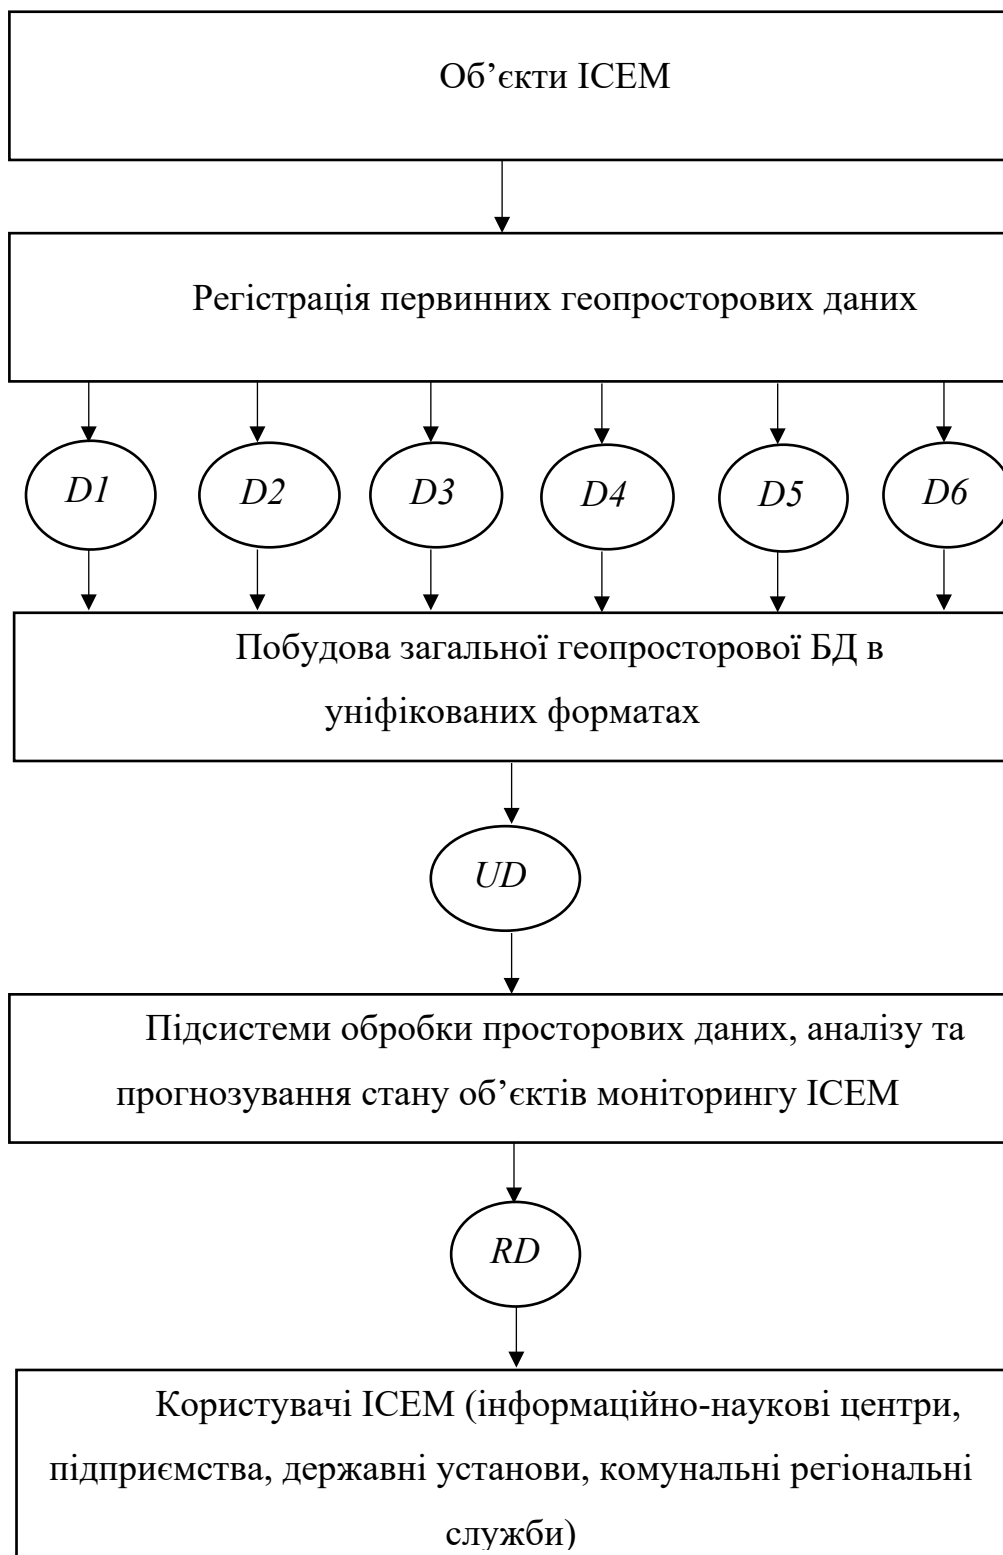 Об’єкти ІСЕМ
Регістрація первинних геопросторових даних
D1 D2 D3 D4 D5 D6
Побудова загальної геопросторової БД в
уніфікованих форматах
UD
Підсистеми обробки просторових даних, аналізу та
прогнозування стану об’єктів моніторингу ІСЕМ
RD
Користувачі ІСЕМ (інформаційно-наукові центри,
підприємства, державні установи, комунальні регіональні
служби)